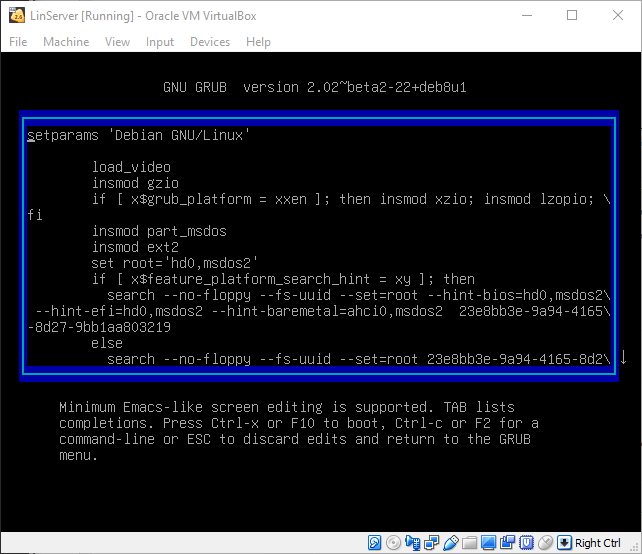 LinServer [Running] - Oracle VM VirtualBox
File Machine View Input Devices Help
GNU GRUB  version 2.02~beta2-22+deb8u1
setparams 'Debian GNU/Linux'
load_video
insmod gzio
if [ x$grub_platform = xxen ]; then insmod xzio; insmod lzopio; \
fi
insmod part_msdos
insmod ext2
set root='hd0,msdos2'
if [ x$feature_platform_search_hint = xy ]; then
search --no-floppy --fs-uuid --set=root --hint-bios=hd0,msdos2\
--hint-efi=hd0,msdos2 --hint-baremetal=ahci0,msdos2  23e8bb3e-9a94-4165\
-8d27-9bb1aa803219
else
search --no-floppy --fs-uuid --set=root 23e8bb3e-9a94-4165-8d2\
Minimum Emacs-like screen editing is supported. TAB lists
completions. Press Ctrl-x or F10 to boot, Ctrl-c or F2 for a
command-line or ESC to discard edits and return to the GRUB
menu.
Right Ctrl